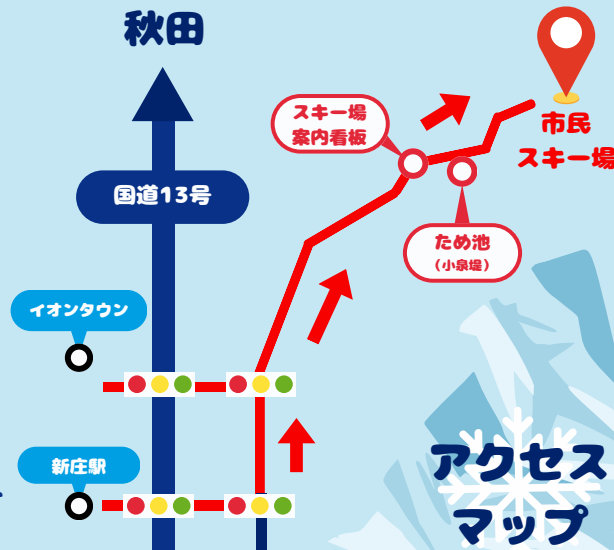 秋田
国道13号
スキー場
案内看板
市民
スキー場
ため池
(小泉堤)
イオンタウン
新庄駅
アクセス
マップ